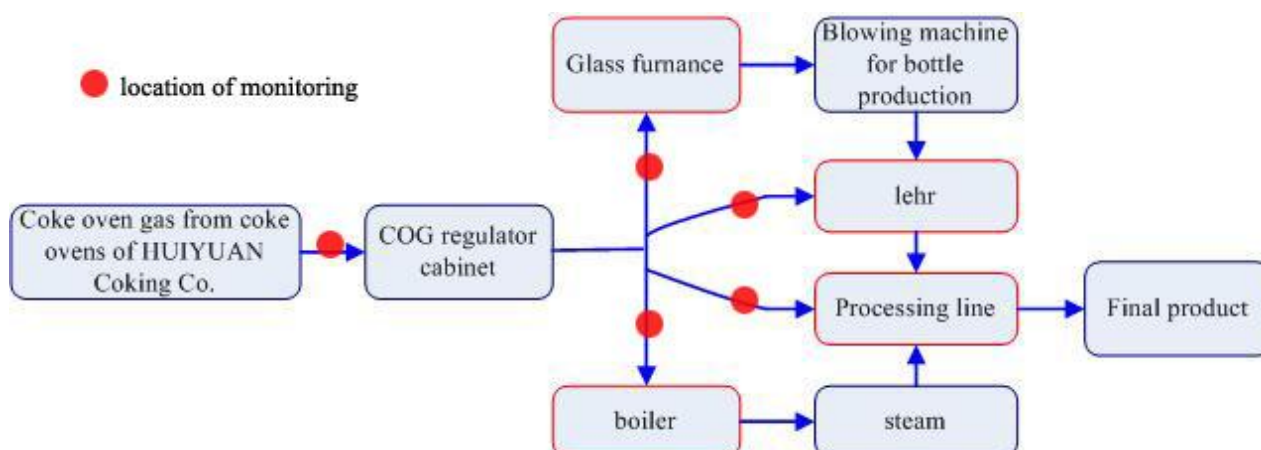 location of monitoring
Glass furnance
Blowing machine
for bottle
production
Coke oven gas from coke
ovens of HUIYUAN
Coking Co.
COG regulator
cabinet
lehr
Processing line
Final product
boiler
steam